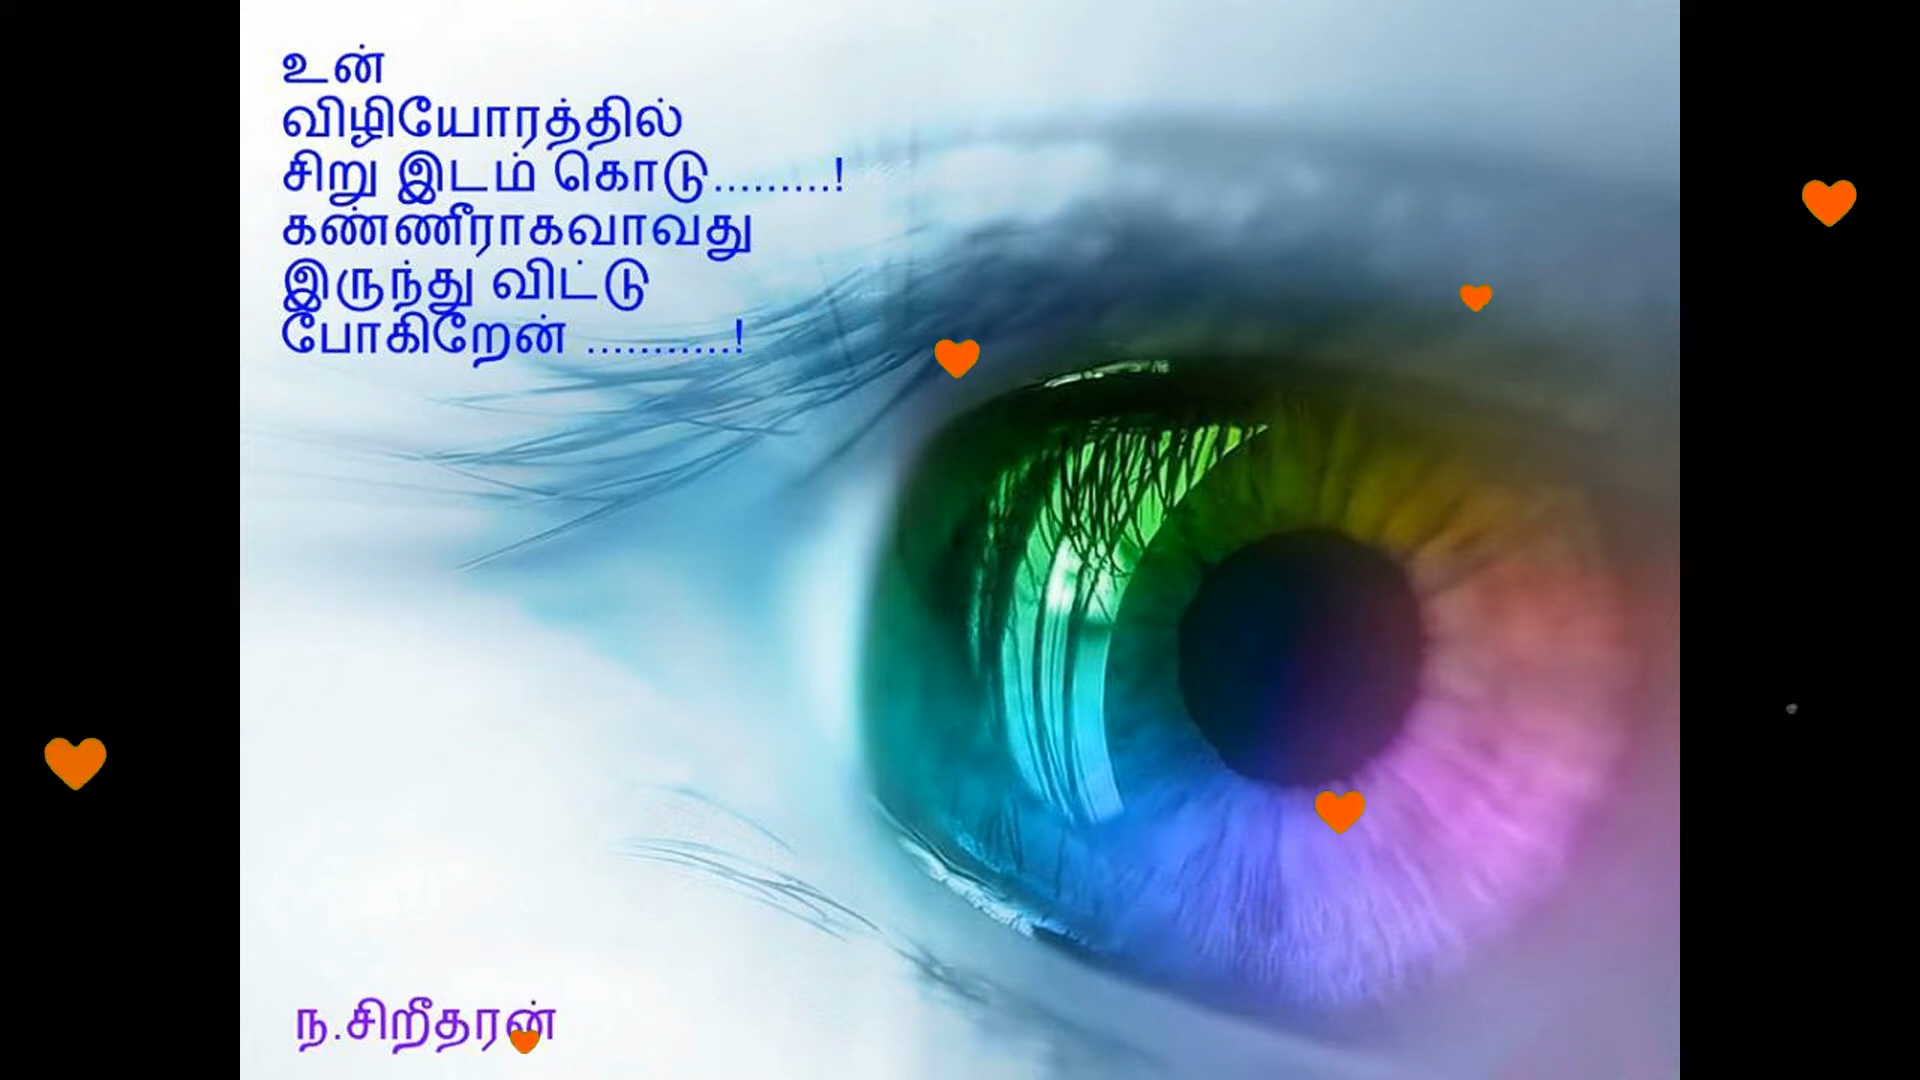 உன்
விழியோரத்தில்
சிறு இடம் கொடு.........!
கண்ணீராகவாவது
இருந்து விட்டு
போகிறேன் ...........!
ந.சிறீதரன்